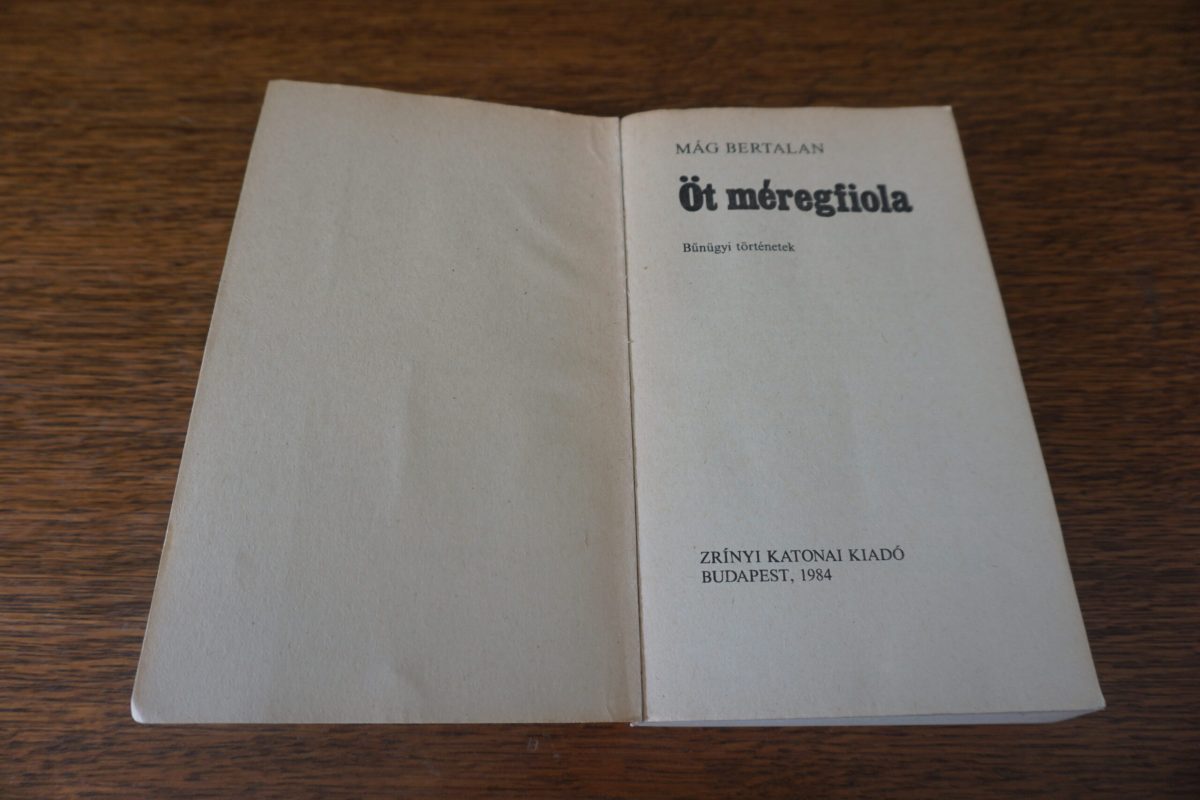 MÁG BERTALAN
Öt méregfiola
Bűnügyi történetek
ZRÍNYI KATONAI KIADÓ
BUDAPEST, 1984